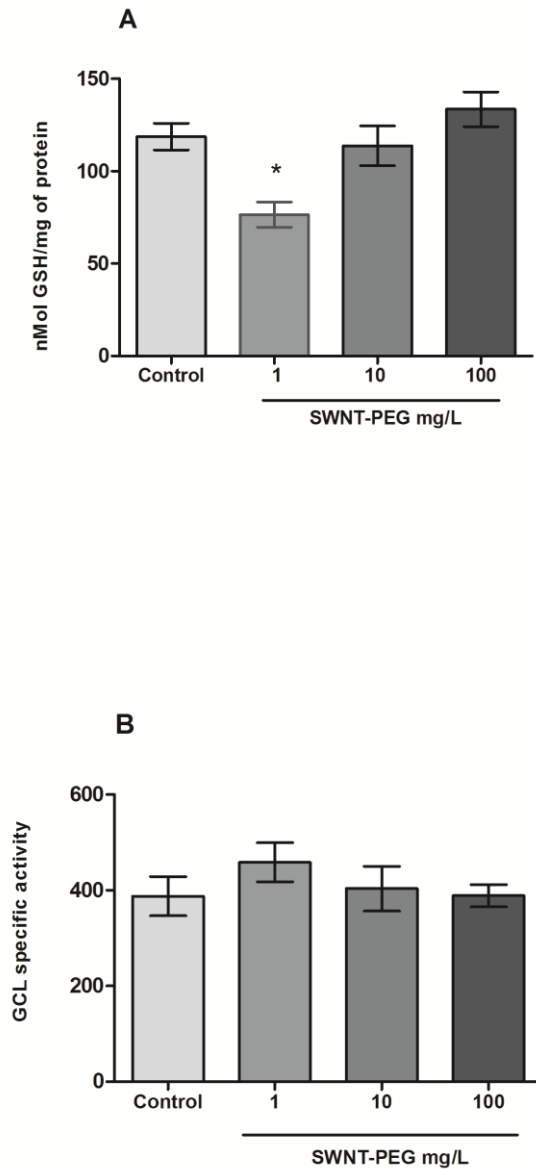 A
nMol GSH/mg of protein
150
100
50
0
*
Control 1 10 100
SWNT-PEG mg/L
B
GCL specific activity
600
400
200
0
Control 1 10 100
SWNT-PEG mg/L